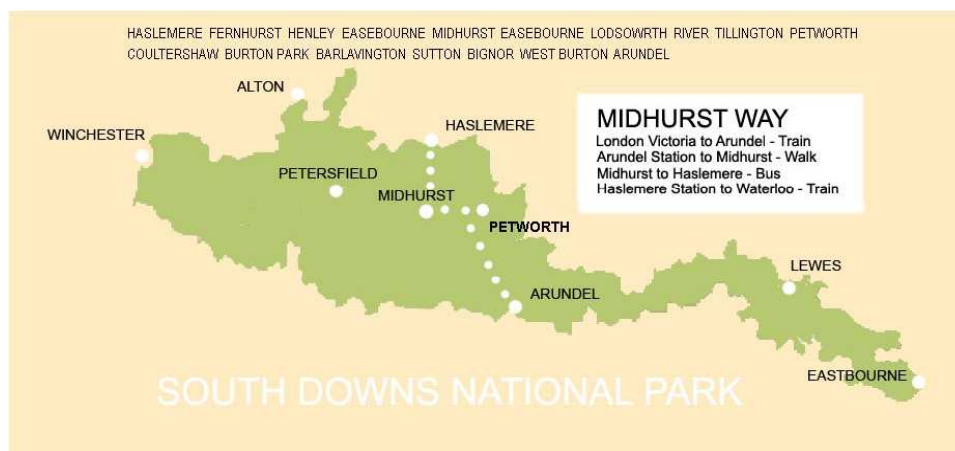 HASLEMERE FERNHURST HENLEY EASEBOURNE MIDHURST EASEBOURNE LODSOWRTH RIVER TILLINGTON PETWORTH
COULTERSHAW BURTON PARK BARLAVINGTON SUTTON BIGNOR WEST BURTON ARUNDEL
ALTON
MIDHURST WAY
London Victoria to Arundel - Train
Arundel Station to Midhurst - Walk
Midhurst to Haslemere - Bus
Haslemere Station to Waterloo - Train
WINCHESTER
HASLEMERE
PETERSFIELD
MIDHURST
PETWORTH
LEWES
ARUNDEL
EASTBOURNE
SOUTH DOWNS NATIONAL PARK